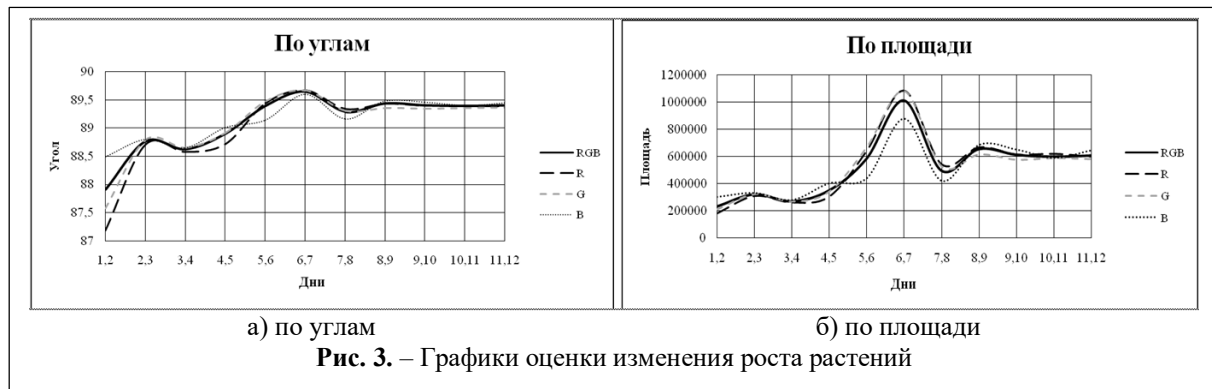 По углам
Угол
90
89,5
89
88,5
88
87,5
87
1,2 2,3 3,4 4,5 5,6 6,7 7,8 8,9 9,10 10,11 11,12
Дни
RGB
R
G
B
По площади
Площадь
1200000
1000000
800000
600000
400000
200000
0
1,2 2,3 3,4 4,5 5,6 6,7 7,8 8,9 9,10 10,11 11,12
Дни
RGB
R
G
B
а) по углам
б) по площади
Рис. 3. – Графики оценки изменения роста растений